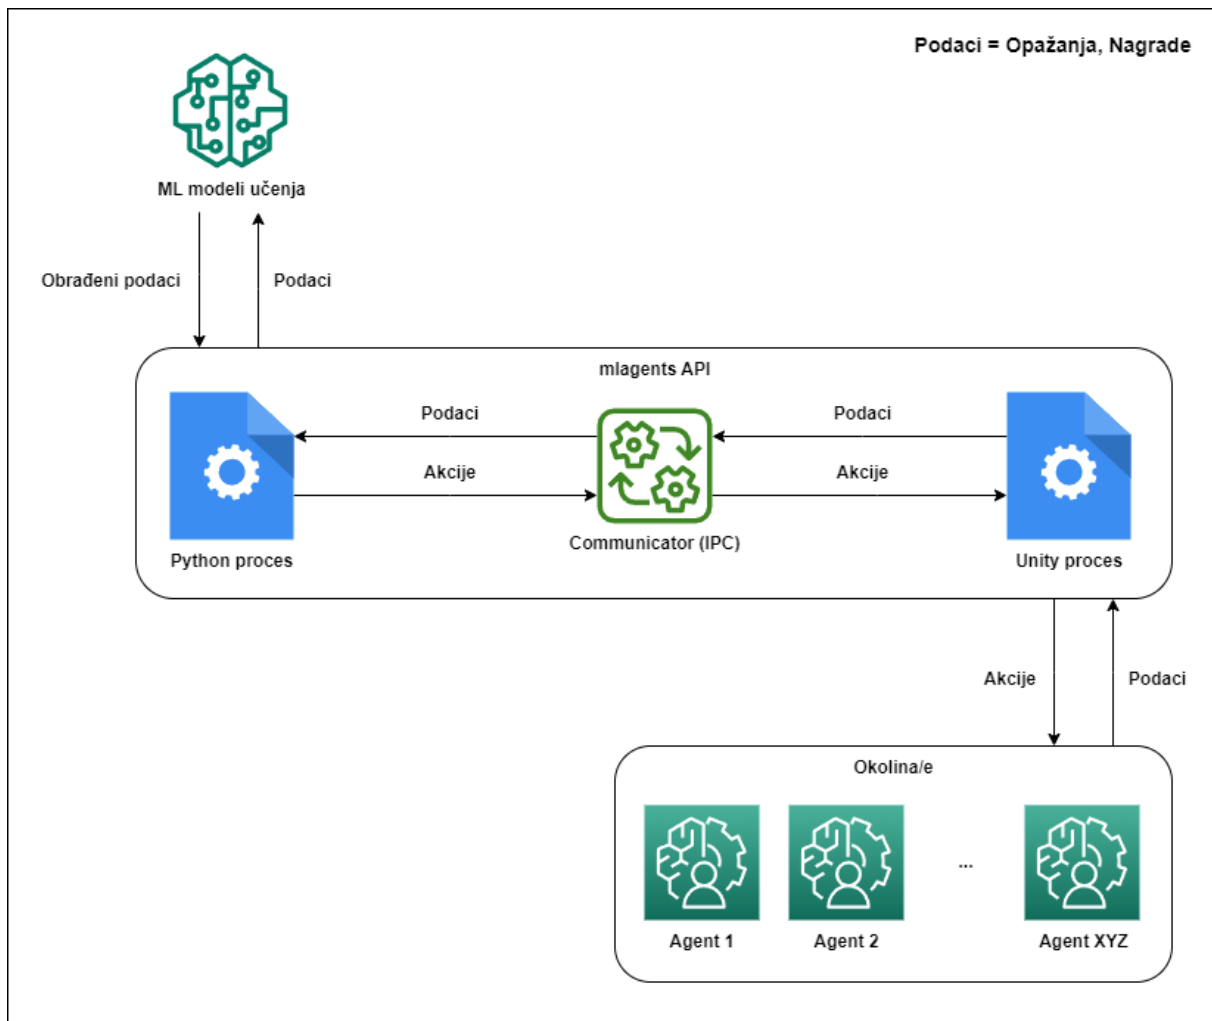 Podaci = Opažanja, Nagrade
ML modeli učenja
Obrađeni podaci
Podaci
mlagents API
Podaci
Podaci
Akcije
Akcije
Communicator (IPC)
Python proces
Unity proces
Akcije
Podaci
Okolina/e
...
Agent 1
Agent 2
Agent XYZ